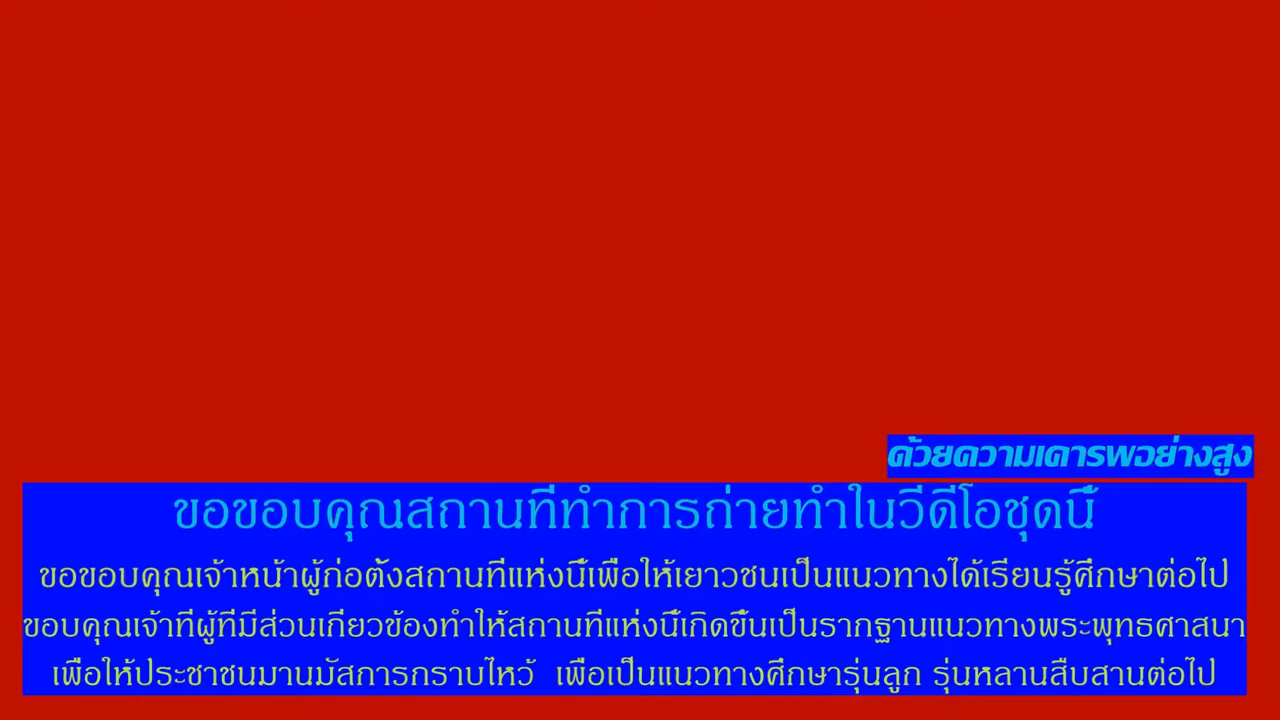 ด้วยความเคารพอย่างสูง
ขอขอบคุณสถานที่ทำการถ่ายทำในวีดีโอชุดนี้
ขอขอบคุณเจ้าหน้าผู้ก่อตั้งสถานที่แห่งนี้เพื่อให้เยาวชนเป็นแนวทางได้เรียนรู้ศึกษาต่อไป
ขอบคุณเจ้าที่ผู้ที่มีส่วนเกี่ยวข้องทำให้สถานที่แห่งนี้เกิดขึ้นเป็นรากฐานแนวทางพระพุทธศาสนา
เพื่อให้ประชาชนมานมัสการกราบไหว้ เพื่อเป็นแนวทางศึกษารุ่นลูก รุ่นหลานสืบสานต่อไป